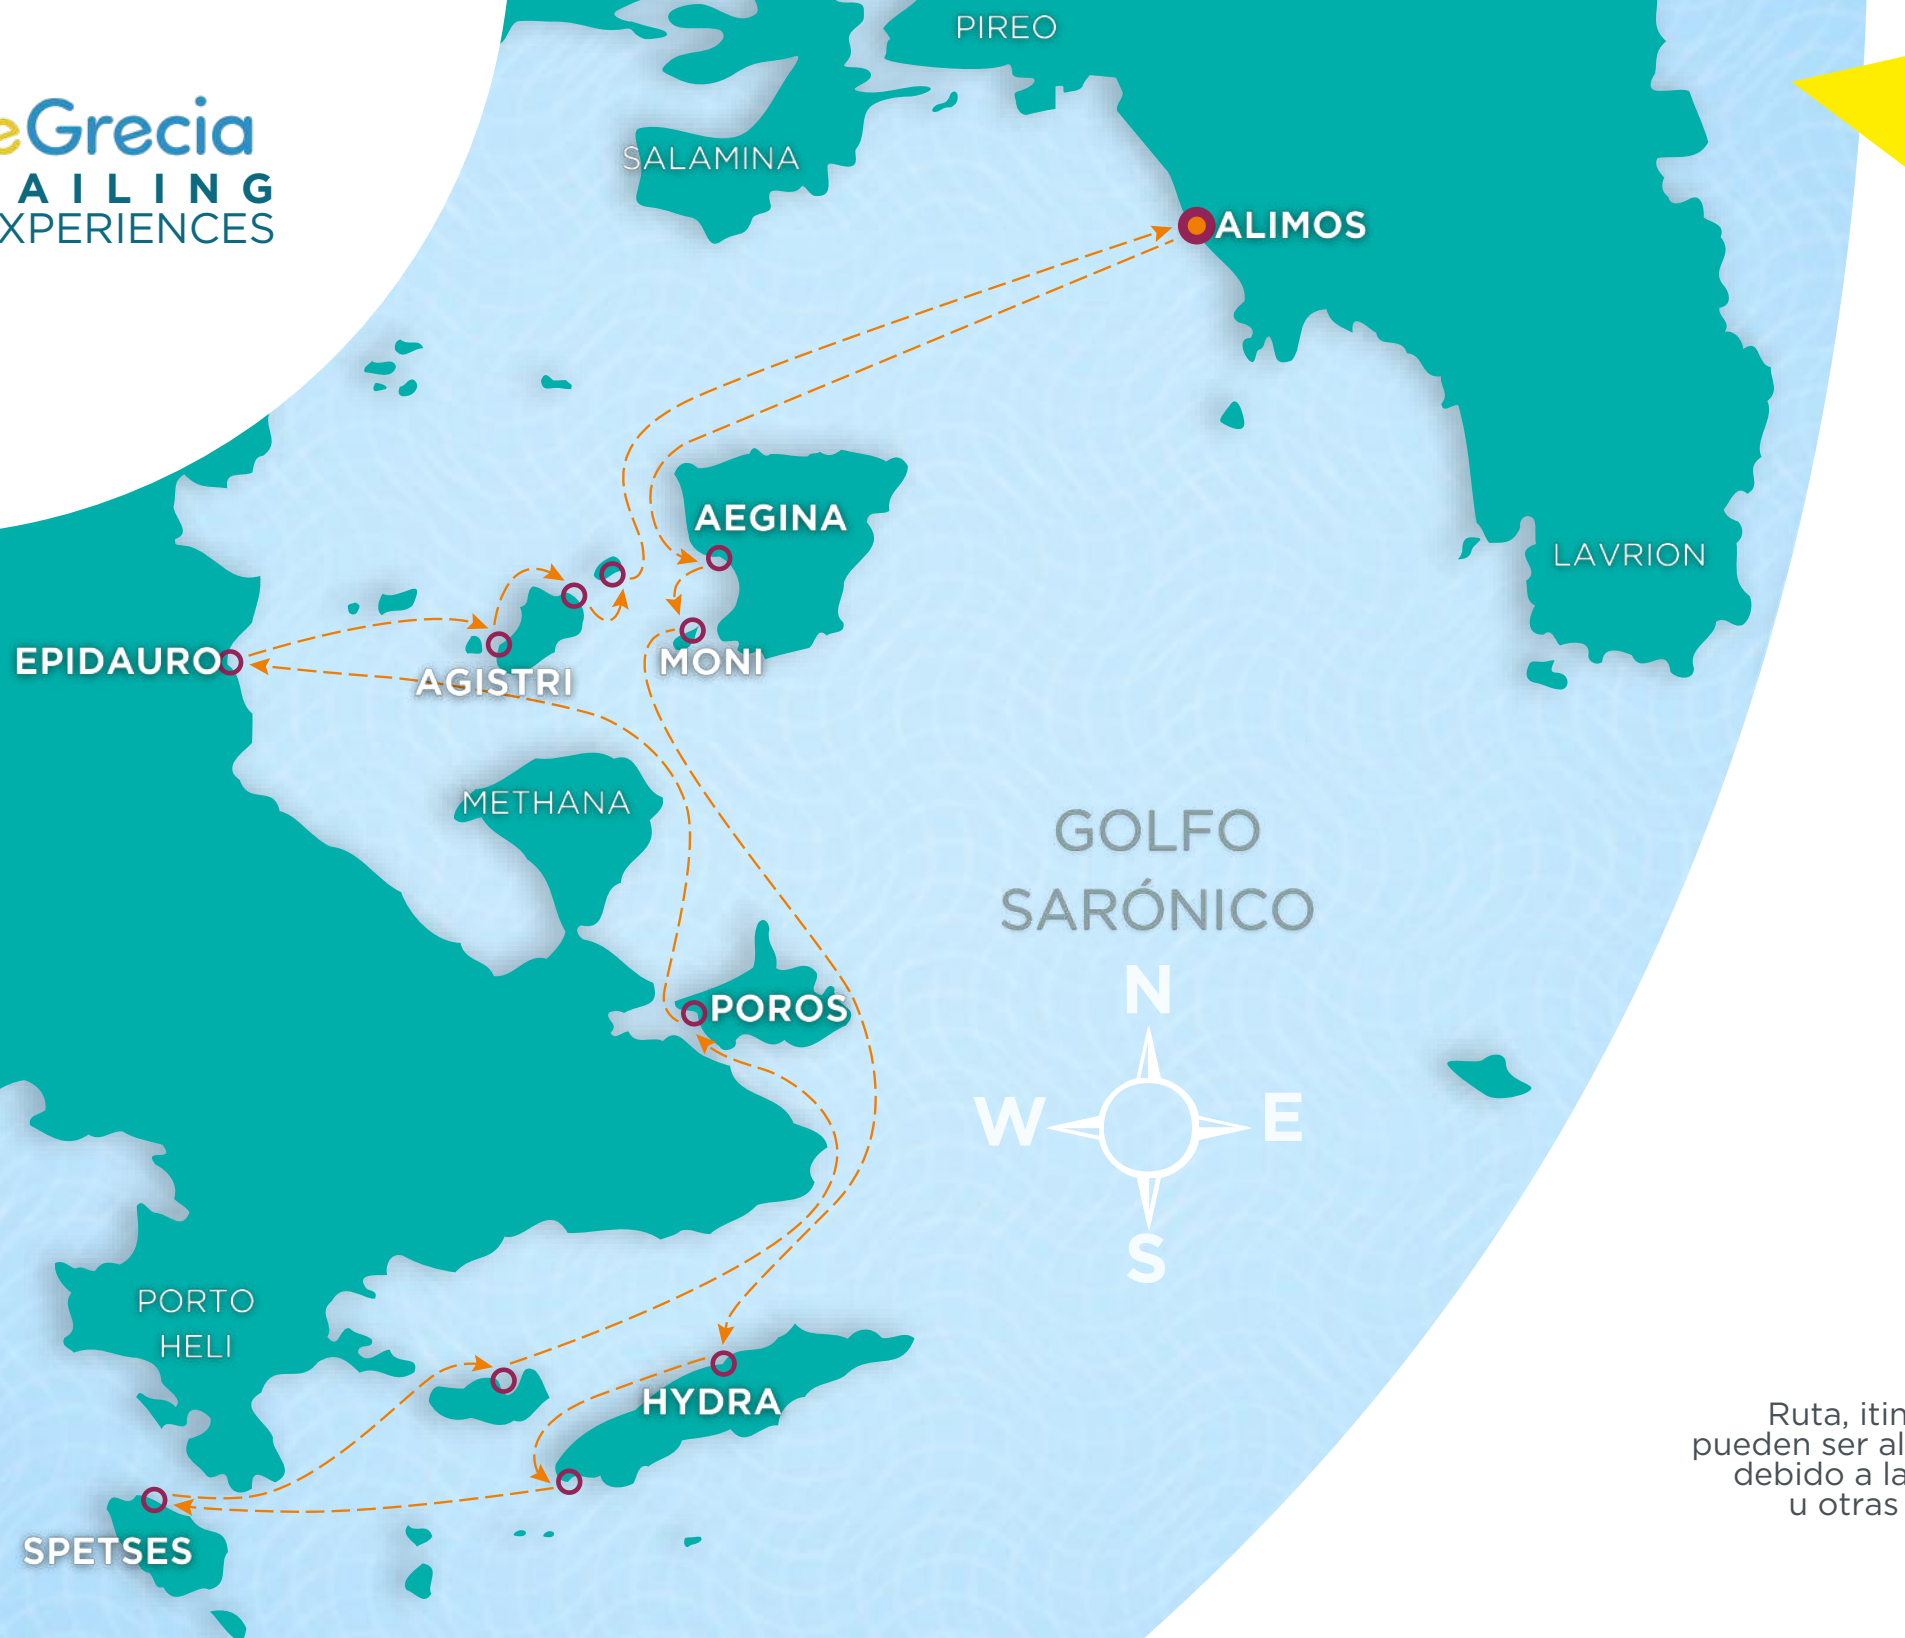 eGrecia
AILING
XPERIENCES
PIREO
SALAMINA
ALIMOS
AEGINA
LAVRION
EPIDAURO
AGISTRI
MONI
METHANA
GOLFO
SARÓNICO
N
W
E
S
POROS
PORTO
HELI
HYDRA
SPETSES
Ruta, itin
pueden ser al
debido a la
u otras